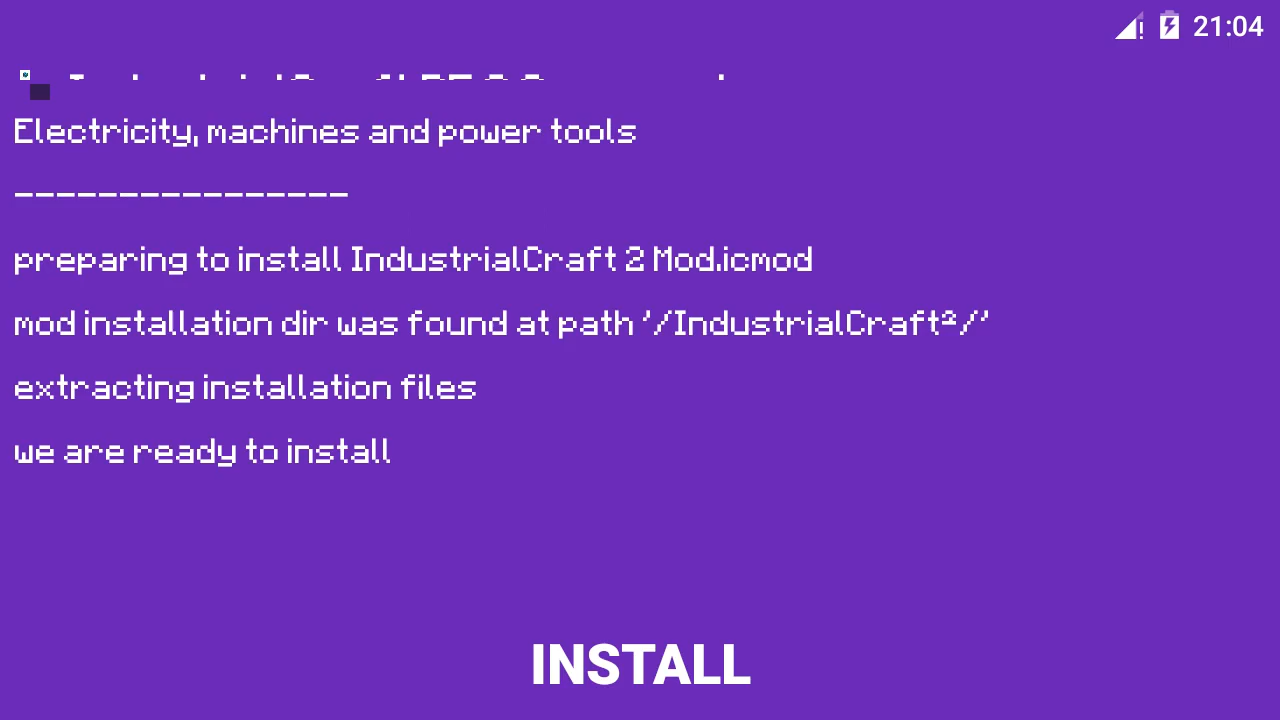 21:04
Electricity, machines and power tools
----------------
preparing to install IndustrialCraft 2 Mod.icmod
mod installation dir was found at path '/IndustrialCraft²/'
extracting installation files
we are ready to install
INSTALL